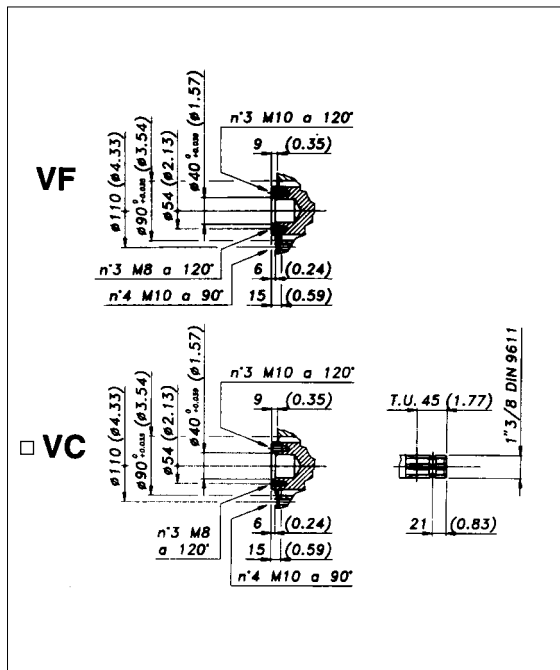 VF
n°3 M10 a 120°
9 (0.35)
ø110 (ø4.33)
ø90 (ø3.54)
ø54 (ø2.13)
ø40 (ø1.57)
n°3 M8 a 120°
n°4 M10 a 90°
6 (0.24)
15 (0.59)
□ VC
n°3 M10 a 120°
9 (0.35)
ø110 (ø4.33)
ø90 (ø3.54)
ø54 (ø2.13)
ø40 (ø1.57)
n°3 M8
a 120°
n°4 M10 a 90°
6 (0.24)
15 (0.59)
T.U. 45 (1.77)
1"3/8 DIN 9611
21 (0.83)